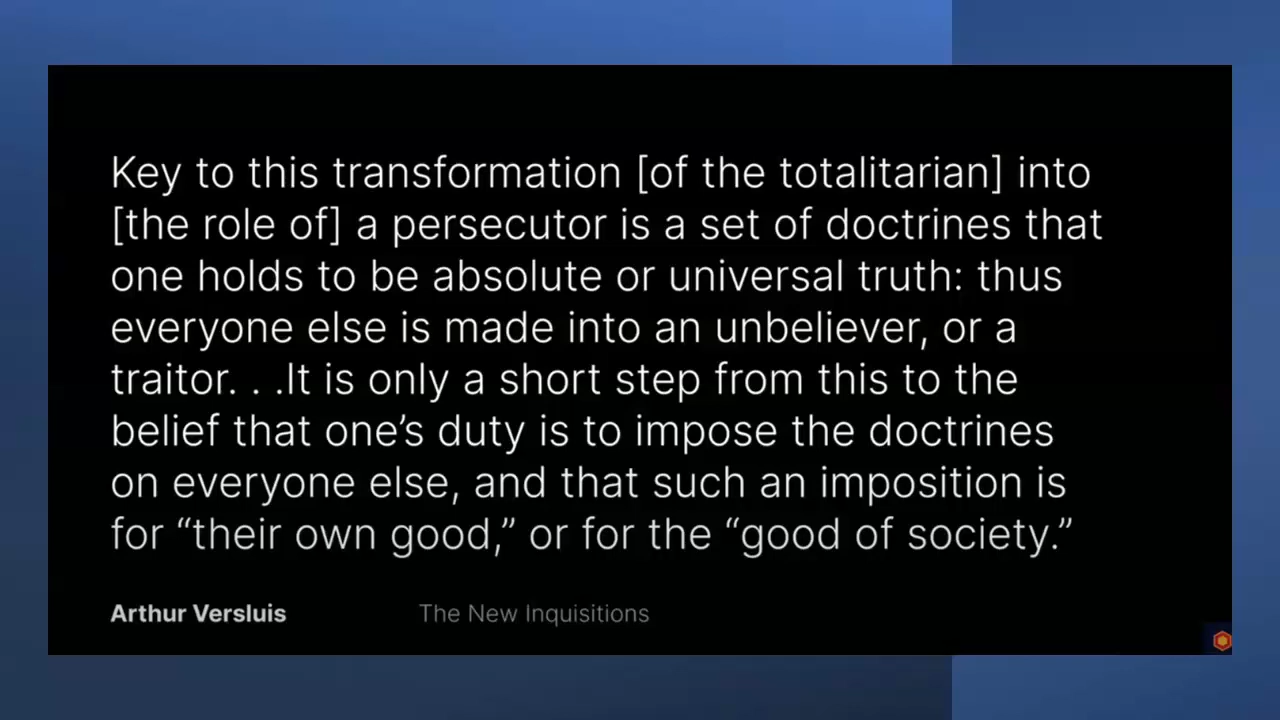 Key to this transformation [of the totalitarian] into
[the role of] a persecutor is a set of doctrines that
one holds to be absolute or universal truth: thus
everyone else is made into an unbeliever, or a
traitor. . .It is only a short step from this to the
belief that one’s duty is to impose the doctrines
on everyone else, and that such an imposition is
for “their own good,” or for the “good of society.”
Arthur Versluis The New Inquisitions